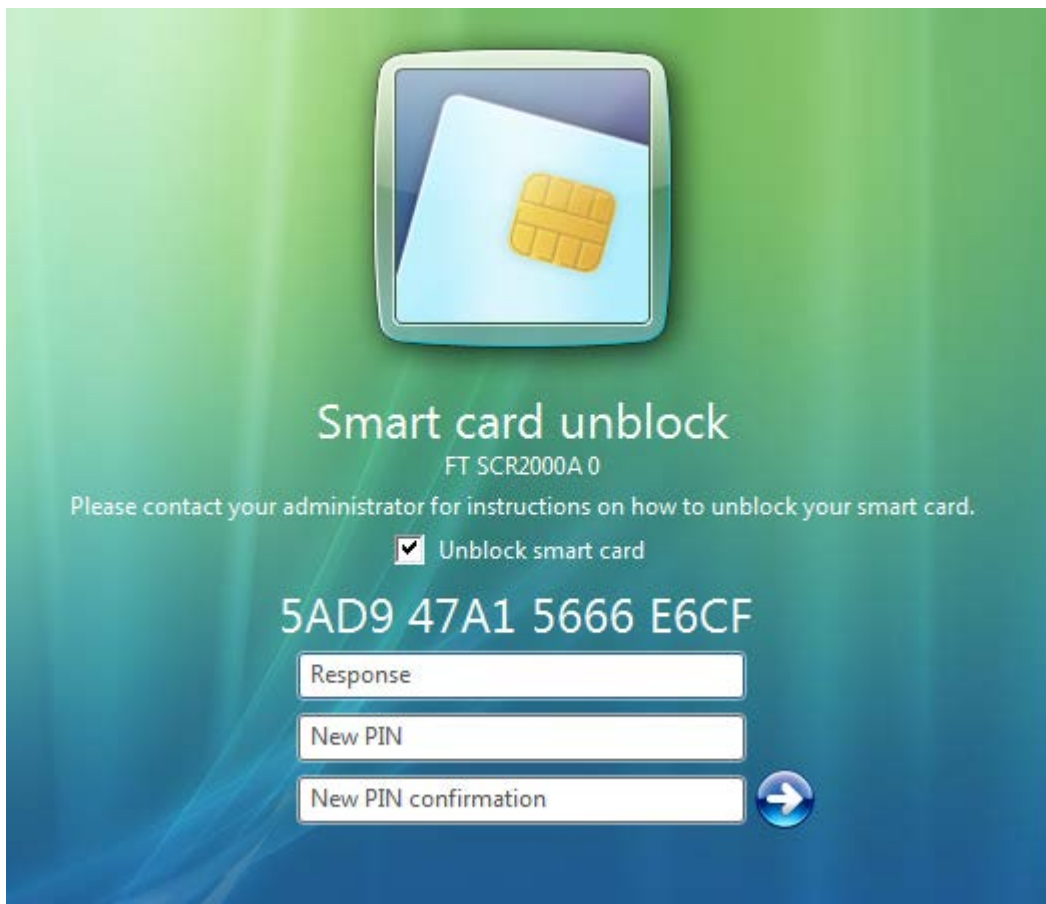 Smart card unblock
FT SCR2000A 0
Please contact your administrator for instructions on how to unblock your smart card.
Unblock smart card
5AD9 47A1 5666 E6CF
Response
New PIN
New PIN confirmation